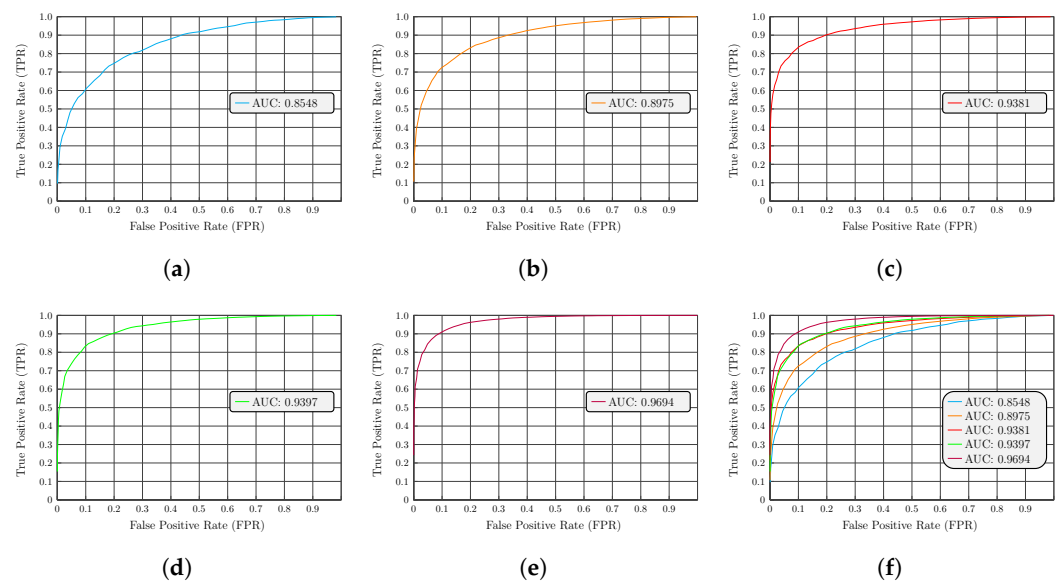 1.0
0.9
0.8
0.7
0.6
0.5
0.4
0.3
0.2
0.1
True Positive Rate (TPR)
AUC: 0.8548
0 0.1 0.2 0.3 0.4 0.5 0.6 0.7 0.8 0.9
False Positive Rate (FPR)
(a)
1.0
0.9
0.8
0.7
0.6
0.5
0.4
0.3
0.2
0.1
True Positive Rate (TPR)
AUC: 0.8975
0 0.1 0.2 0.3 0.4 0.5 0.6 0.7 0.8 0.9
False Positive Rate (FPR)
(b)
1.0
0.9
0.8
0.7
0.6
0.5
0.4
0.3
0.2
0.1
True Positive Rate (TPR)
AUC: 0.9381
0 0.1 0.2 0.3 0.4 0.5 0.6 0.7 0.8 0.9
False Positive Rate (FPR)
(c)
1.0
0.9
0.8
0.7
0.6
0.5
0.4
0.3
0.2
0.1
0
True Positive Rate (TPR)
AUC: 0.9397
0 0.1 0.2 0.3 0.4 0.5 0.6 0.7 0.8 0.9
False Positive Rate (FPR)
(d)
1.0
0.9
0.8
0.7
0.6
0.5
0.4
0.3
0.2
0.1
0
True Positive Rate (TPR)
AUC: 0.9694
0 0.1 0.2 0.3 0.4 0.5 0.6 0.7 0.8 0.9
False Positive Rate (FPR)
(e)
1.0
0.9
0.8
0.7
0.6
0.5
0.4
0.3
0.2
0.1
0
True Positive Rate (TPR)
AUC: 0.8548
AUC: 0.8975
AUC: 0.9381
AUC: 0.9397
AUC: 0.9694
0 0.1 0.2 0.3 0.4 0.5 0.6 0.7 0.8 0.9
False Positive Rate (FPR)
(f)